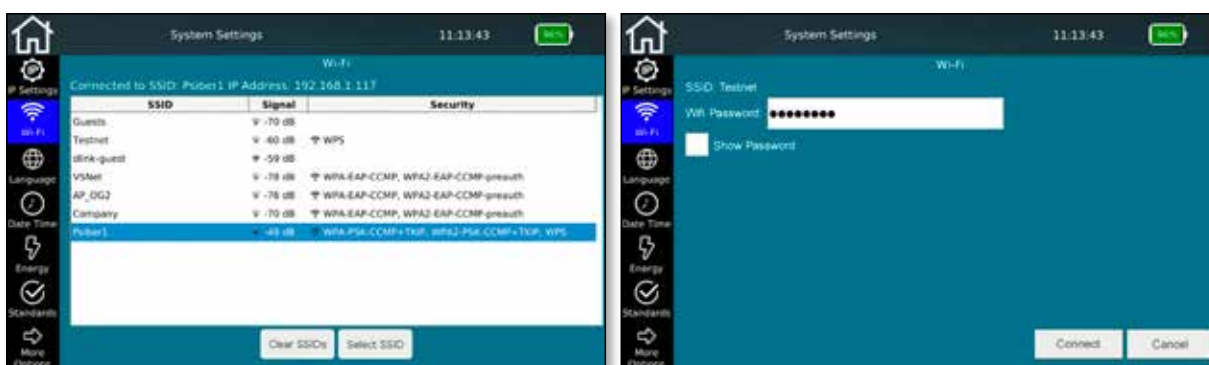 System Settings 11:13:43 96%
Wi-Fi
Connected to SSID: Psiber1 IP Address: 192.168.1.117
SSID Signal Security
Guests -70 dB
Testnet -60 dB WPS
dlink-guest -59 dB
VSNet -78 dB WPA-EAP-CCMP, WPA2-EAP-CCMP-preauth
AP_OG2 -76 dB WPA-EAP-CCMP, WPA2-EAP-CCMP-preauth
Company -70 dB WPA-EAP-CCMP, WPA2-EAP-CCMP-preauth
Psiber1 -48 dB WPA-PSK-CCMP+TKIP, WPA2-PSK-CCMP+TKIP, WPS
Clear SSIDs Select SSID
IP Settings
Wi-Fi
Language
Date Time
Energy
Standards
More
Options
System Settings 11:13:43 96%
Wi-Fi
SSID: Testnet
Wifi Password:
Show Password
Connect Cancel
IP Settings
Wi-Fi
Language
Date Time
Energy
Standards
More
Options